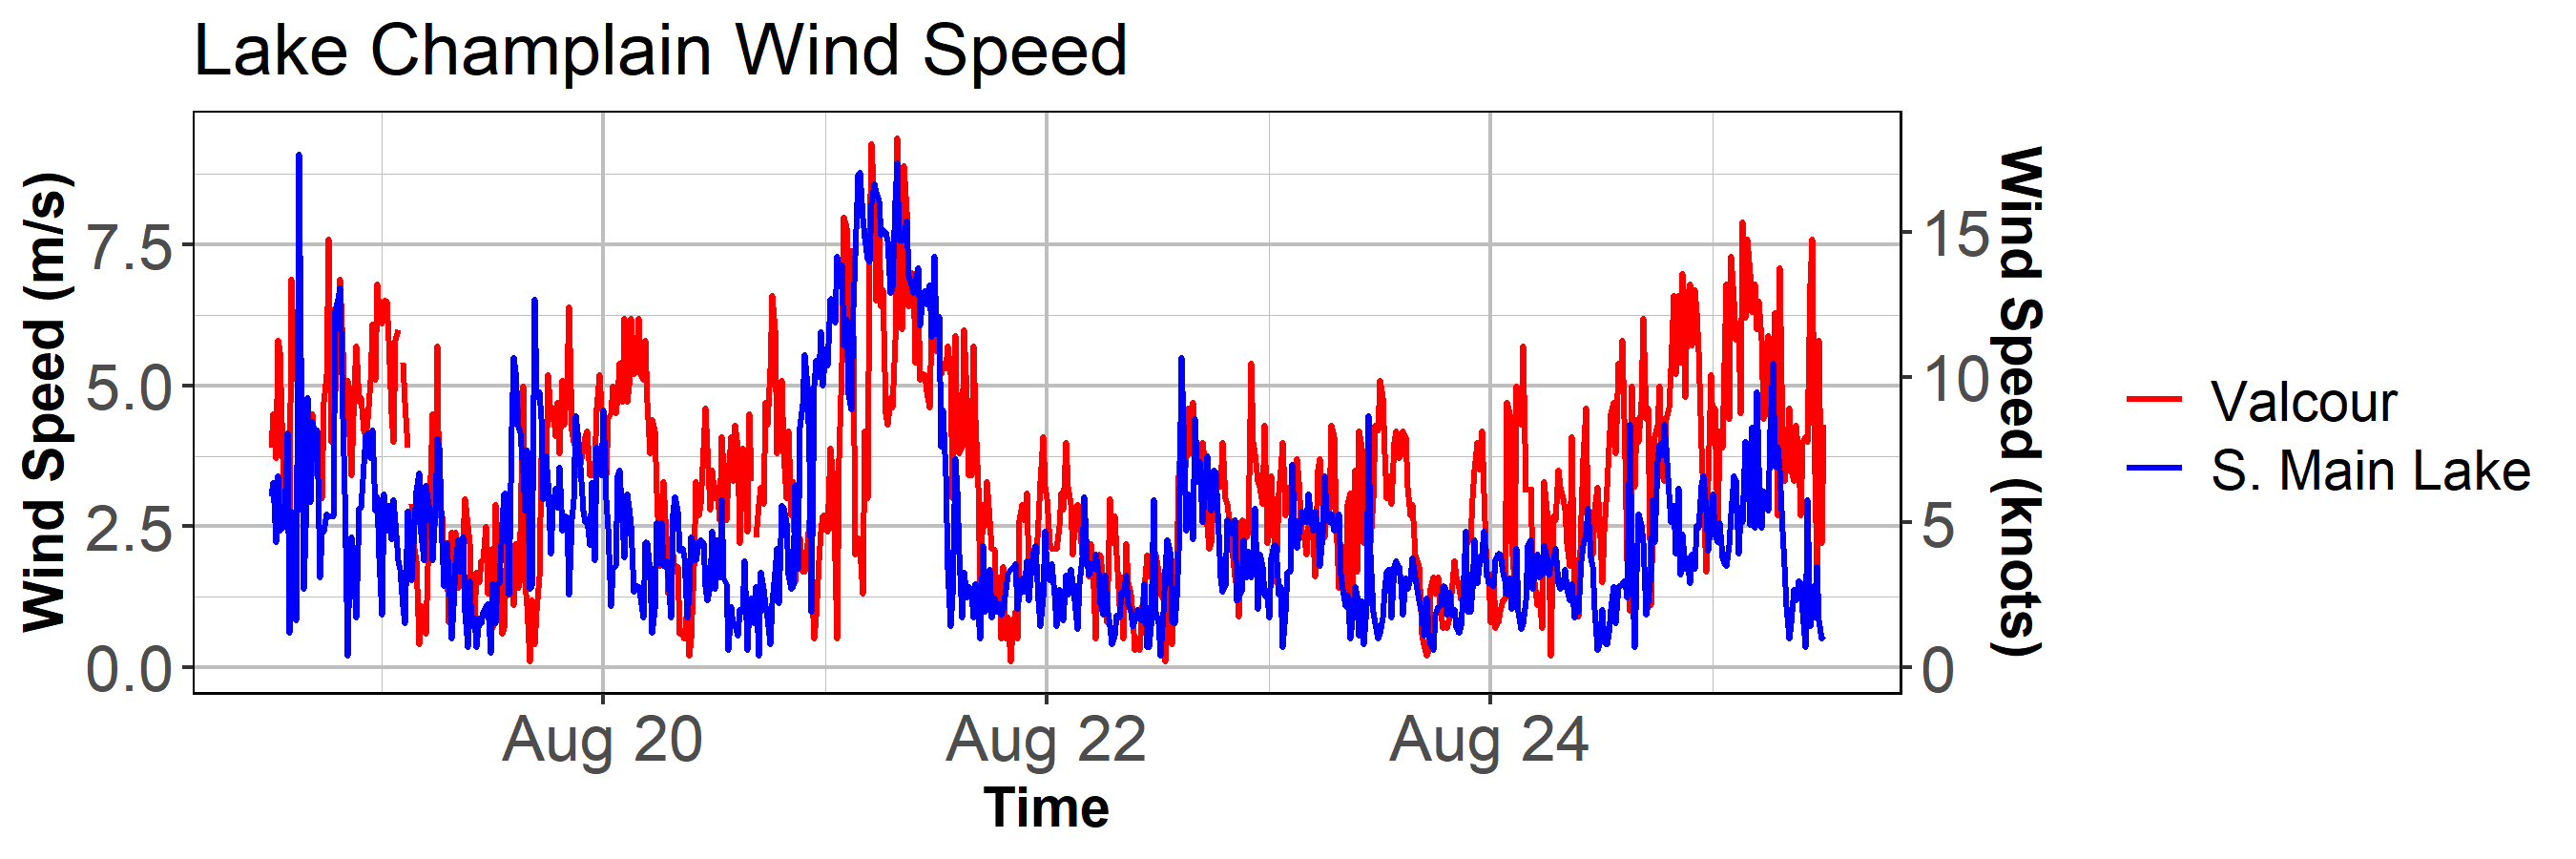 Lake Champlain Wind Speed
Wind Speed (m/s)
7.5
5.0
2.5
0.0
Aug 20
Aug 22
Aug 24
Time
15
10
5
0
Wind Speed (knots)
Valcour
S. Main Lake